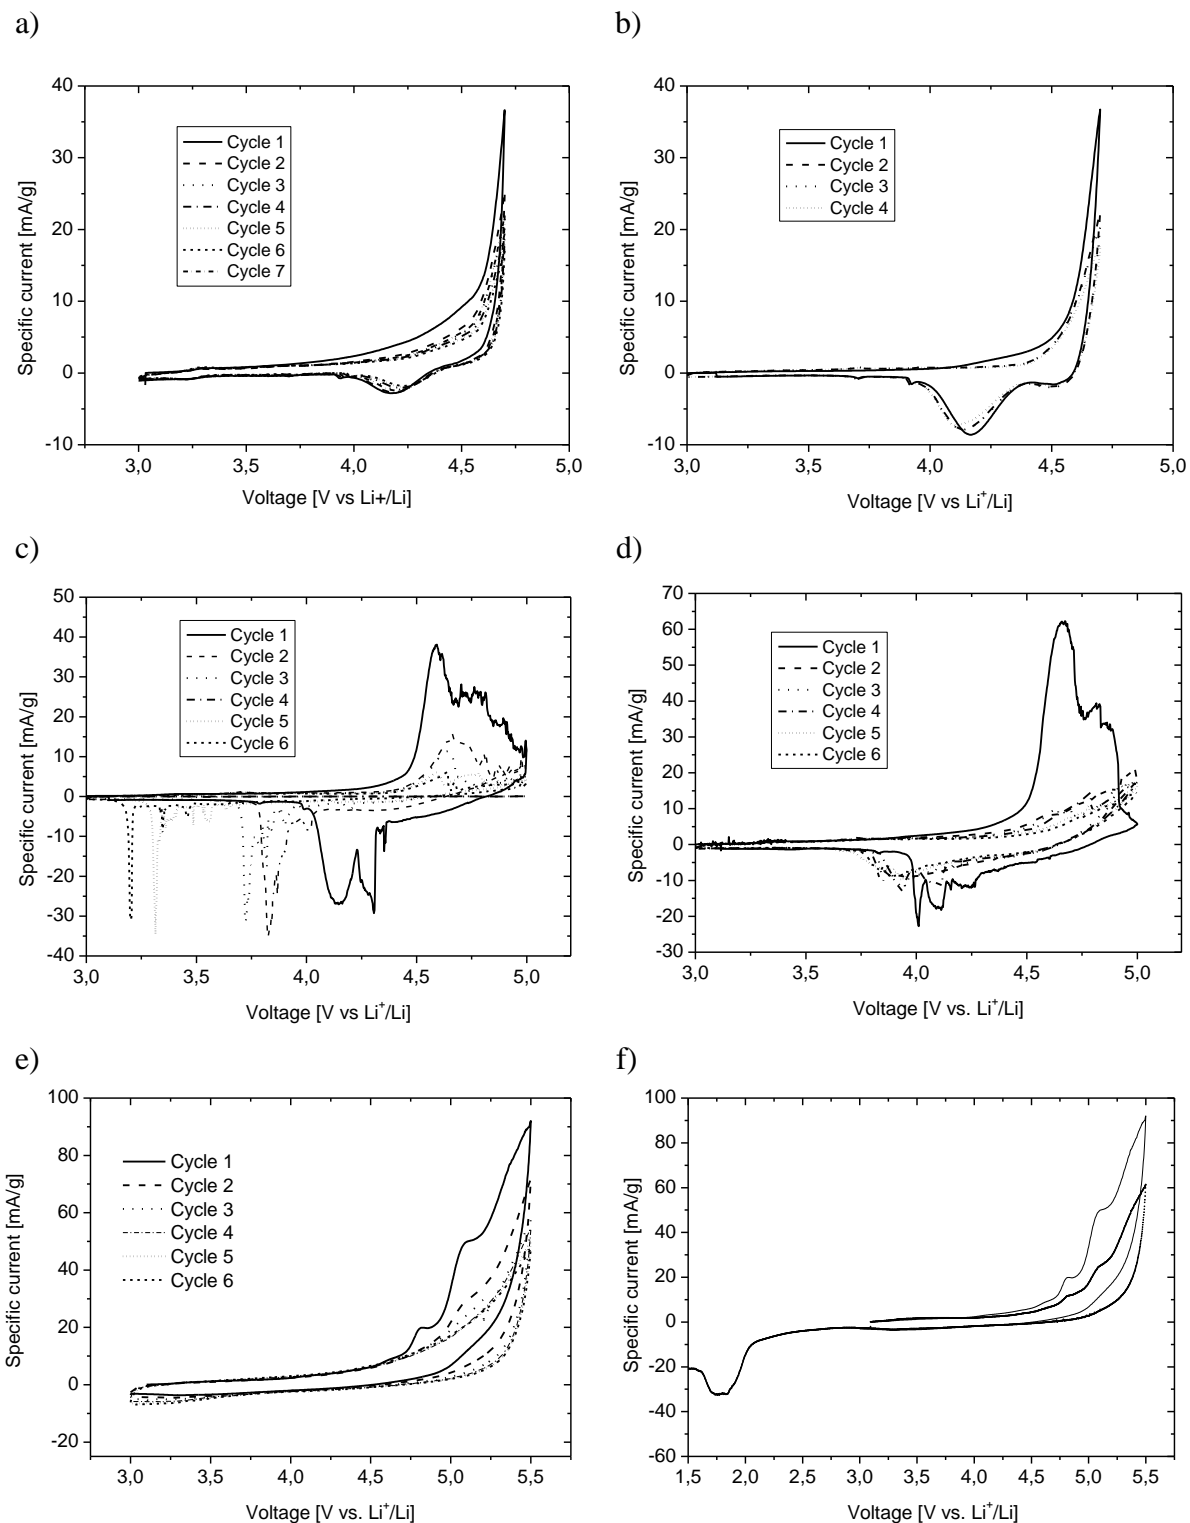 a)
40
30
20
10
0
-10
Specific current [mA/g]
Cycle 1
Cycle 2
Cycle 3
Cycle 4
Cycle 5
Cycle 6
Cycle 7
3,0 3,5 4,0 4,5 5,0
Voltage [V vs Li+/Li]
b)
40
30
20
10
0
-10
Specific current [mA/g]
Cycle 1
Cycle 2
Cycle 3
Cycle 4
3,0 3,5 4,0 4,5 5,0
Voltage [V vs Li⁺/Li]
c)
50
40
30
20
10
0
-10
-20
-30
-40
Specific current [mA/g]
Cycle 1
Cycle 2
Cycle 3
Cycle 4
Cycle 5
Cycle 6
3,0 3,5 4,0 4,5 5,0
Voltage [V vs Li⁺/Li]
d)
70
60
50
40
30
20
10
0
-10
-20
-30
Specific current [mA/g]
Cycle 1
Cycle 2
Cycle 3
Cycle 4
Cycle 5
Cycle 6
3,0 3,5 4,0 4,5 5,0
Voltage [V vs. Li⁺/Li]
e)
100
80
60
40
20
0
-20
Specific current [mA/g]
Cycle 1
Cycle 2
Cycle 3
Cycle 4
Cycle 5
Cycle 6
3,0 3,5 4,0 4,5 5,0 5,5
Voltage [V vs. Li⁺/Li]
f)
100
80
60
40
20
0
-20
-40
-60
Specific current [mA/g]
1,5 2,0 2,5 3,0 3,5 4,0 4,5 5,0 5,5
Voltage [V vs. Li⁺/Li]